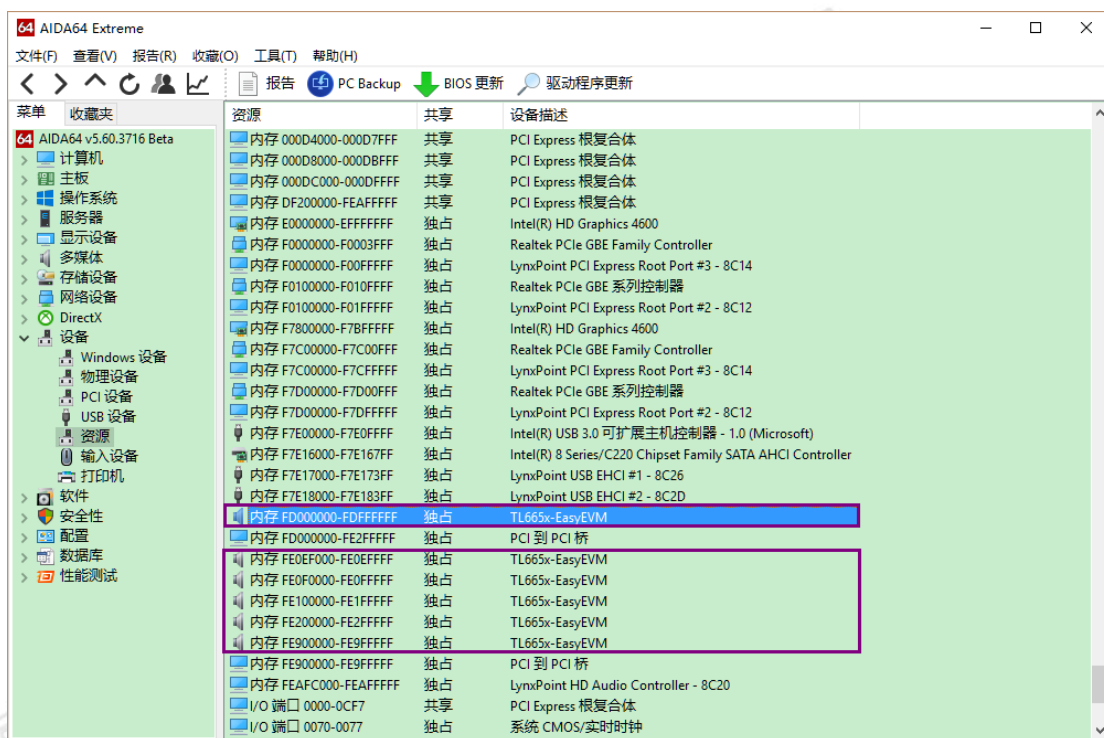 AIDA64 Extreme
文件(F) 查看(V) 报告(R) 收藏(O) 工具(T) 帮助(H)
报告 PC Backup BIOS 更新 驱动程序更新
菜单 收藏夹
64 AIDA64 v5.60.3716 Beta
计算机
主板
操作系统
服务器
显示设备
多媒体
存储设备
网络设备
DirectX
设备
Windows 设备
物理设备
PCI 设备
USB 设备
资源
输入设备
打印机
软件
安全性
配置
数据库
性能测试
资源 共享 设备描述
内存 000D4000-000D7FFF 共享 PCI Express 根复合体
内存 000D8000-000DBFFF 共享 PCI Express 根复合体
内存 000DC000-000DFFFF 共享 PCI Express 根复合体
内存 DF200000-FEAFFFFF 共享 PCI Express 根复合体
内存 E0000000-EFFFFFFF 独占 Intel(R) HD Graphics 4600
内存 F0000000-F0003FFF 独占 Realtek PCIe GBE Family Controller
内存 F0000000-F00FFFFF 独占 LynxPoint PCI Express Root Port #3 - 8C14
内存 F0100000-F010FFFF 独占 Realtek PCIe GBE 系列控制器
内存 F0100000-F01FFFFF 独占 LynxPoint PCI Express Root Port #2 - 8C12
内存 F7800000-F7BFFFFF 独占 Intel(R) HD Graphics 4600
内存 F7C00000-F7C00FFF 独占 Realtek PCIe GBE Family Controller
内存 F7C00000-F7CFFFFF 独占 LynxPoint PCI Express Root Port #3 - 8C14
内存 F7D00000-F7D00FFF 独占 Realtek PCIe GBE 系列控制器
内存 F7D00000-F7DFFFFF 独占 LynxPoint PCI Express Root Port #2 - 8C12
内存 F7E00000-F7E0FFFF 独占 Intel(R) USB 3.0 可扩展主机控制器 - 1.0 (Microsoft)
内存 F7E16000-F7E167FF 独占 Intel(R) 8 Series/C220 Chipset Family SATA AHCI Controller
内存 F7E17000-F7E173FF 独占 LynxPoint USB EHCI #1 - 8C26
内存 F7E18000-F7E183FF 独占 LynxPoint USB EHCI #2 - 8C2D
内存 FD000000-FDFFFFFF 独占 TL665x-EasyEVM
内存 FD000000-FE2FFFFF 独占 PCI 到 PCI 桥
内存 FE0EF000-FE0EFFFF 独占 TL665x-EasyEVM
内存 FE0F0000-FE0FFFFF 独占 TL665x-EasyEVM
内存 FE100000-FE1FFFFF 独占 TL665x-EasyEVM
内存 FE200000-FE2FFFFF 独占 TL665x-EasyEVM
内存 FE900000-FE9FFFFF 独占 TL665x-EasyEVM
内存 FE900000-FE9FFFFF 独占 PCI 到 PCI 桥
内存 FEAFC000-FEAFFFFF 独占 LynxPoint HD Audio Controller - 8C20
I/O 端口 0000-0CF7 共享 PCI Express 根复合体
I/O 端口 0070-0077 独占 系统 CMOS/实时时钟